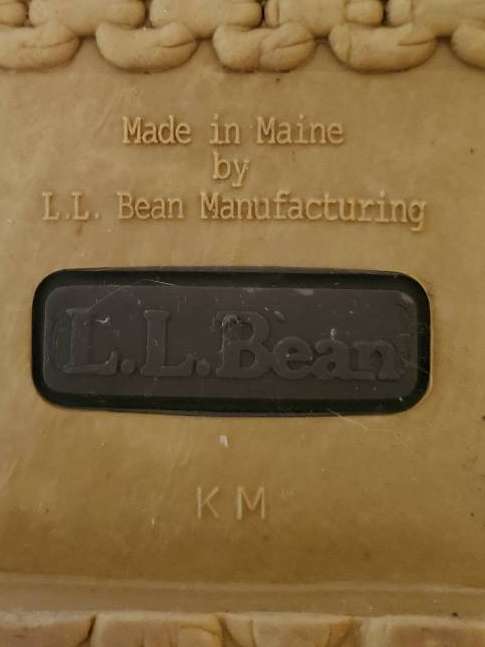 Made in Maine
by
L.L. Bean Manufacturing
L.L.Bean
KM